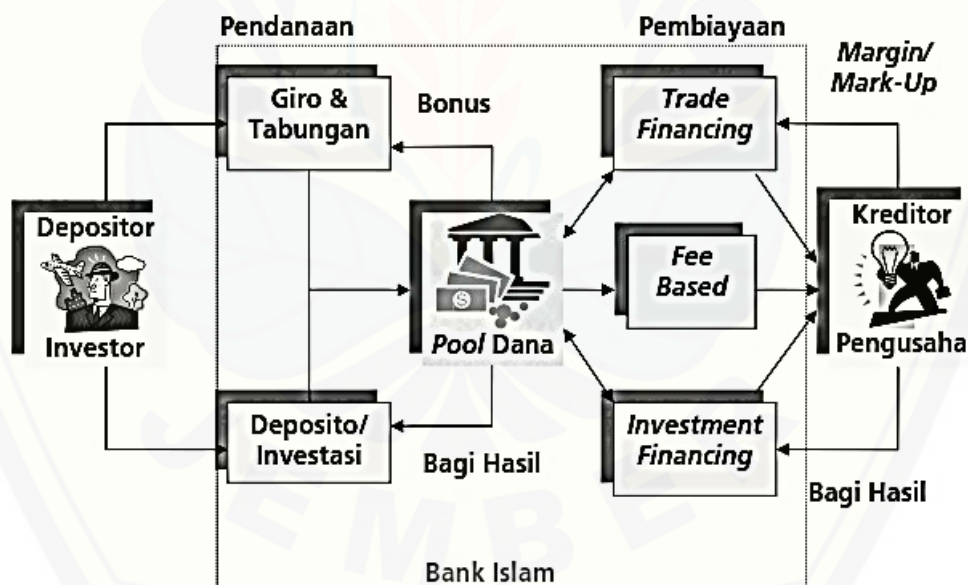 Pendanaan
Pembiayaan
Margin/
Mark-Up
Giro &
Tabungan
Bonus
Trade
Financing
Depositor
Investor
Pool Dana
Fee
Based
Kreditor
Pengusaha
Deposito/
Investasi
Bagi Hasil
Investment
Financing
Bagi Hasil
Bank Islam
JEMBER